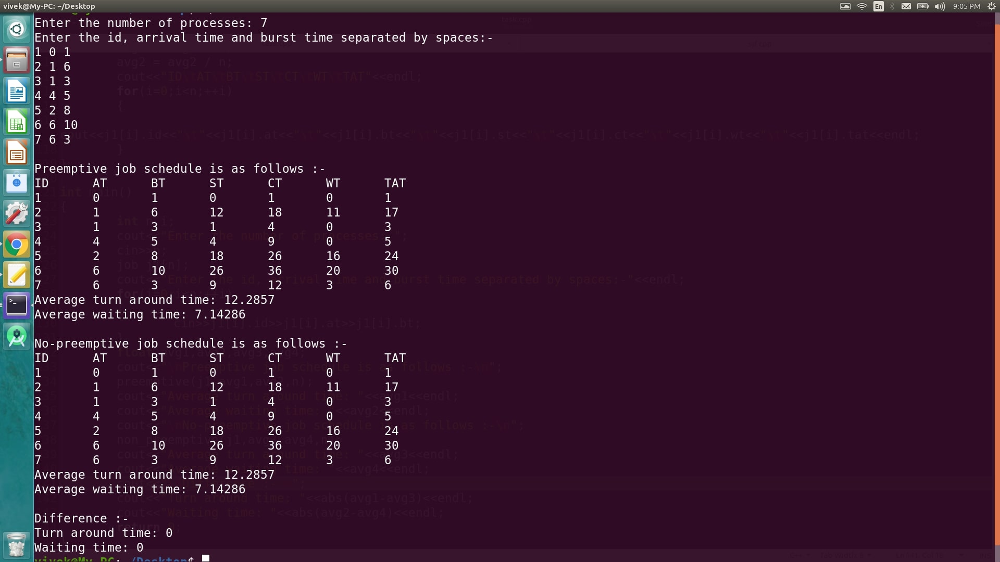 vivek@My-PC: ~/Desktop
En
9:05 PM
Enter the number of processes: 7
Enter the id, arrival time and burst time separated by spaces:-
1 0 1
2 1 6
3 1 3
4 4 5
5 2 8
6 6 10
7 6 3
Preemptive job schedule is as follows :-
ID AT BT ST CT WT TAT
1 0 1 0 1 0 1
2 1 6 12 18 11 17
3 1 3 1 4 0 3
4 4 5 4 9 0 5
5 2 8 18 26 16 24
6 6 10 26 36 20 30
7 6 3 9 12 3 6
Average turn around time: 12.2857
Average waiting time: 7.14286
No-preemptive job schedule is as follows :-
ID AT BT ST CT WT TAT
1 0 1 0 1 0 1
2 1 6 12 18 11 17
3 1 3 1 4 0 3
4 4 5 4 9 0 5
5 2 8 18 26 16 24
6 6 10 26 36 20 30
7 6 3 9 12 3 6
Average turn around time: 12.2857
Average waiting time: 7.14286
Difference :-
Turn around time: 0
Waiting time: 0
vivek@My-PC: ~/Desktop$